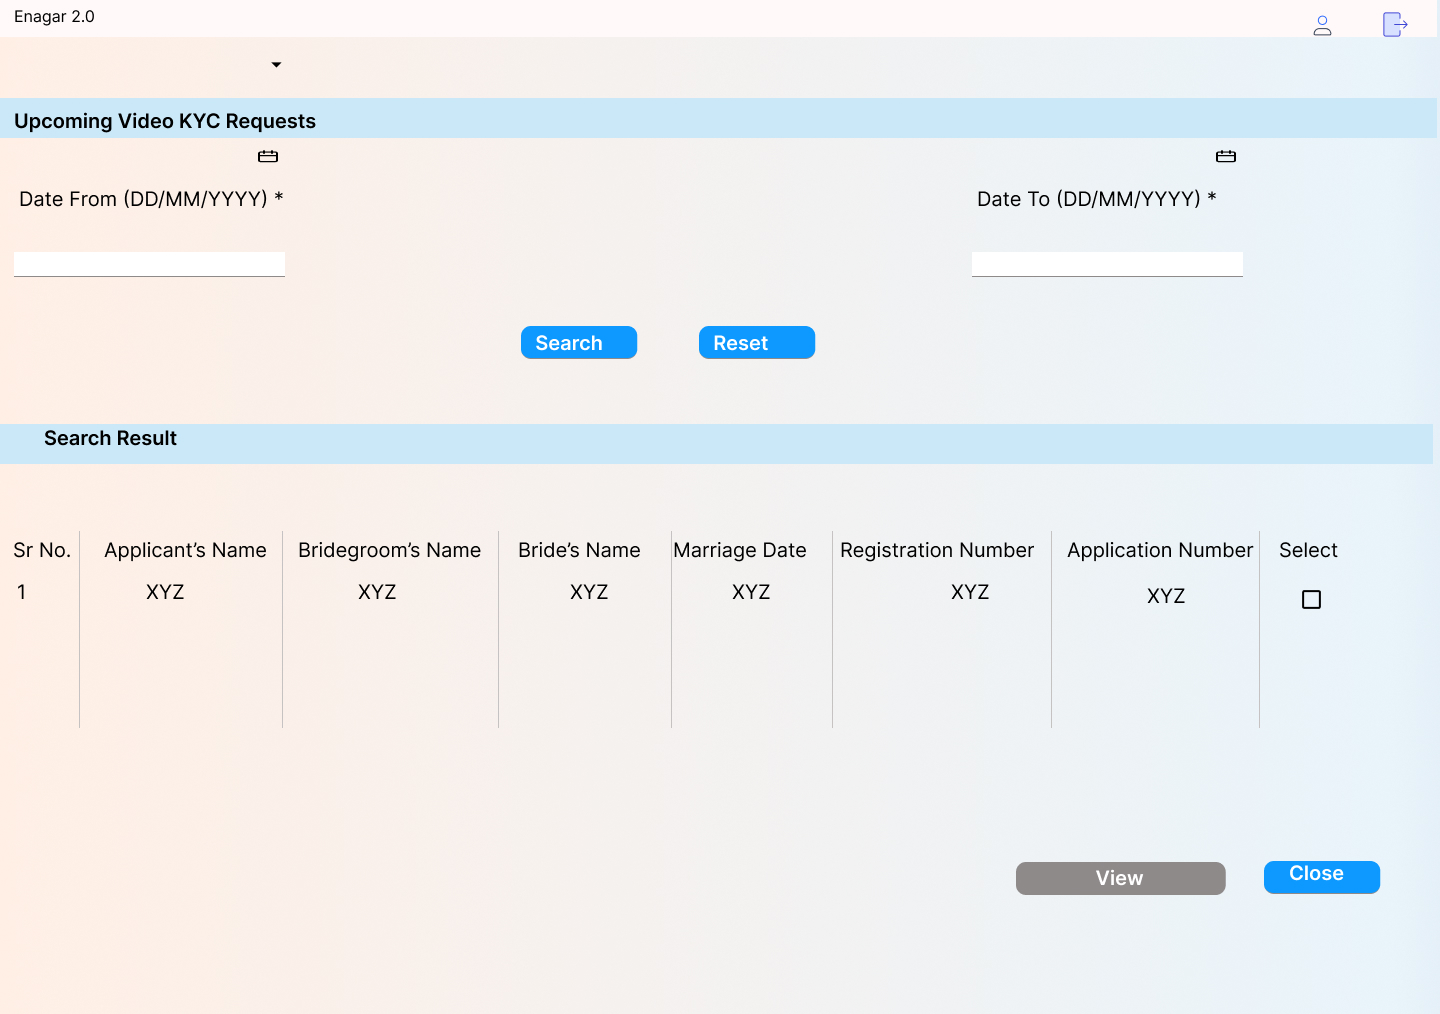 Enagar 2.0
Upcoming Video KYC Requests
Date From (DD/MM/YYYY) * Date To (DD/MM/YYYY) *
Search Reset
Search Result
Sr No. Applicant’s Name Bridegroom’s Name Bride’s Name Marriage Date Registration Number Application Number Select
1 XYZ XYZ XYZ XYZ XYZ XYZ
View Close